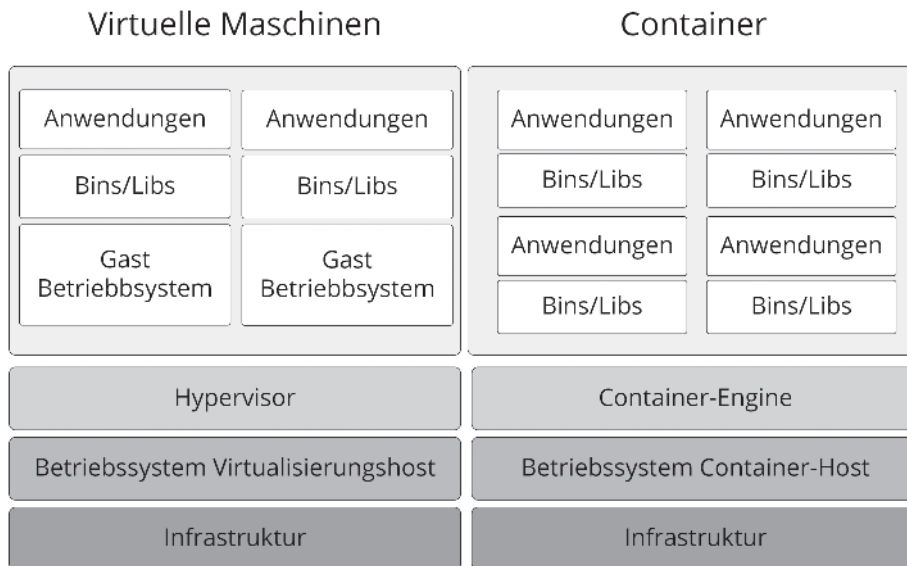 Virtuelle Maschinen
Container
Anwendungen
Anwendungen
Bins/Libs
Bins/Libs
Gast
Betriebbsystem
Gast
Betriebbsystem
Anwendungen
Anwendungen
Bins/Libs
Bins/Libs
Anwendungen
Anwendungen
Bins/Libs
Bins/Libs
Hypervisor
Container-Engine
Betriebssystem Virtualisierungshost
Betriebssystem Container-Host
Infrastruktur
Infrastruktur